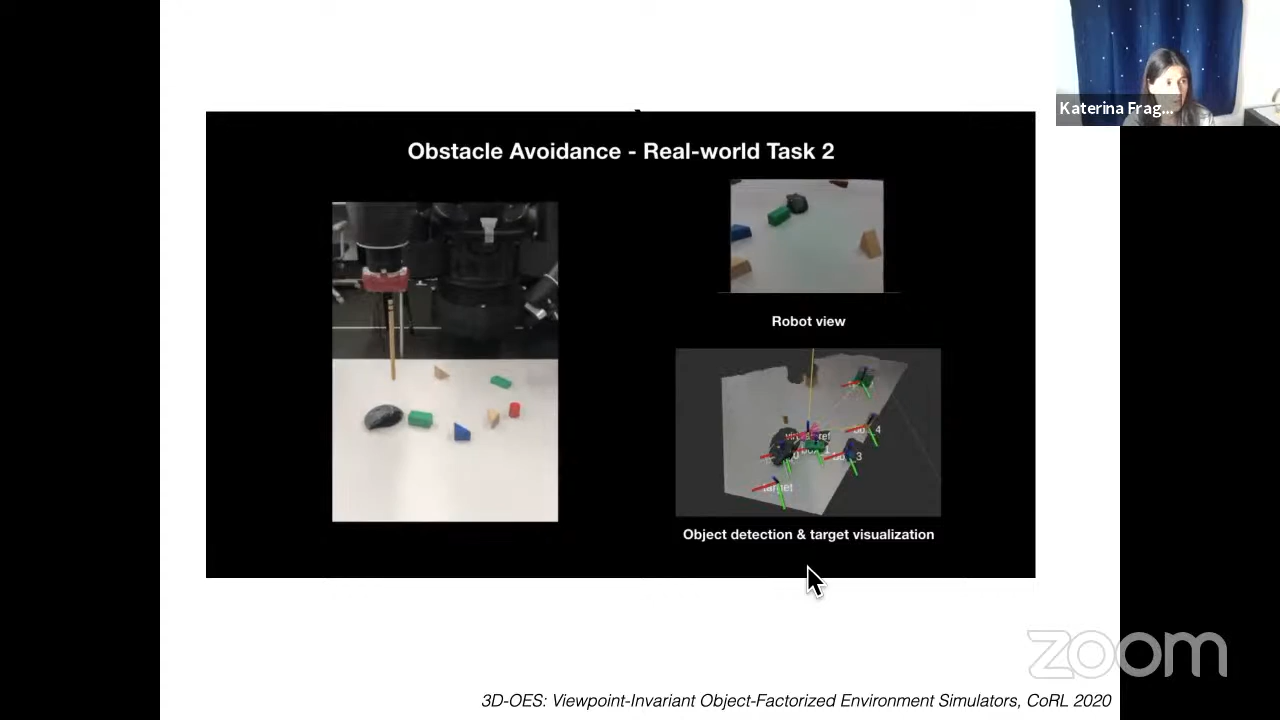 Katerina Frag...
Obstacle Avoidance - Real-world Task 2
Robot view
target
Object detection & target visualization
zoom
3D-OES: Viewpoint-Invariant Object-Factorized Environment Simulators, CoRL 2020